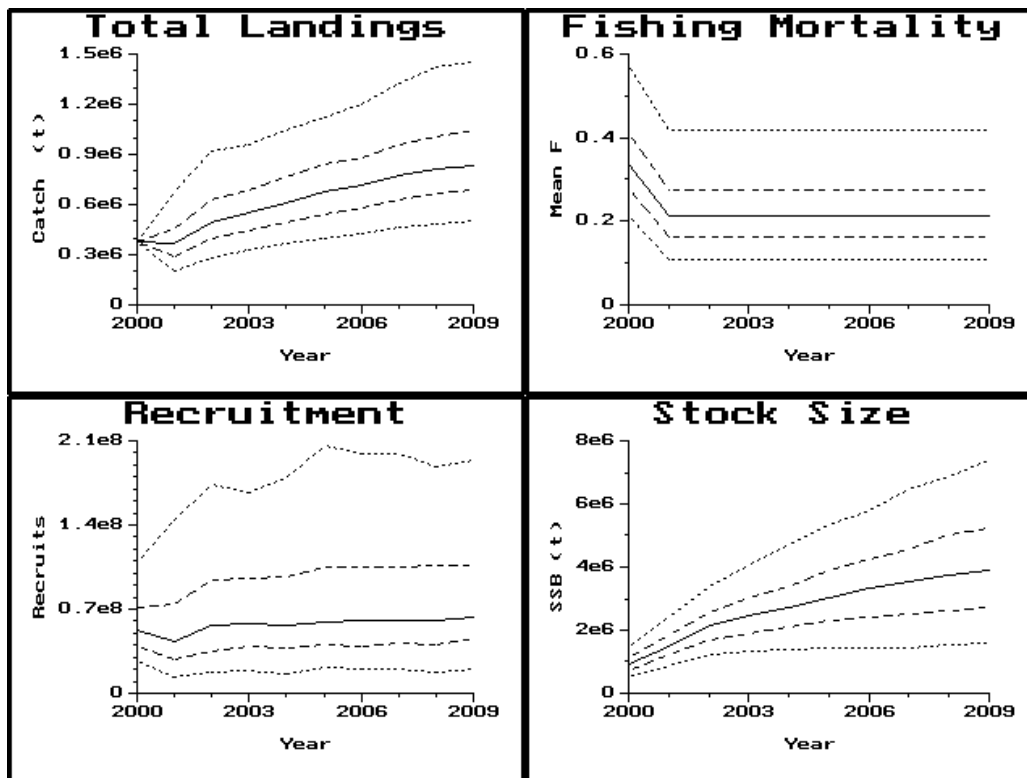 Total Landings
1.5e6
1.2e6
0.9e6
0.6e6
0.3e6
0
Catch (t)
2000 2003 2006 2009
Year
Fishing Mortality
0.6
0.4
0.2
0
Mean F
2000 2003 2006 2009
Year
Recruitment
2.1e8
1.4e8
0.7e8
0
Recruits
2000 2003 2006 2009
Year
Stock Size
8e6
6e6
4e6
2e6
0
SSB (t)
2000 2003 2006 2009
Year